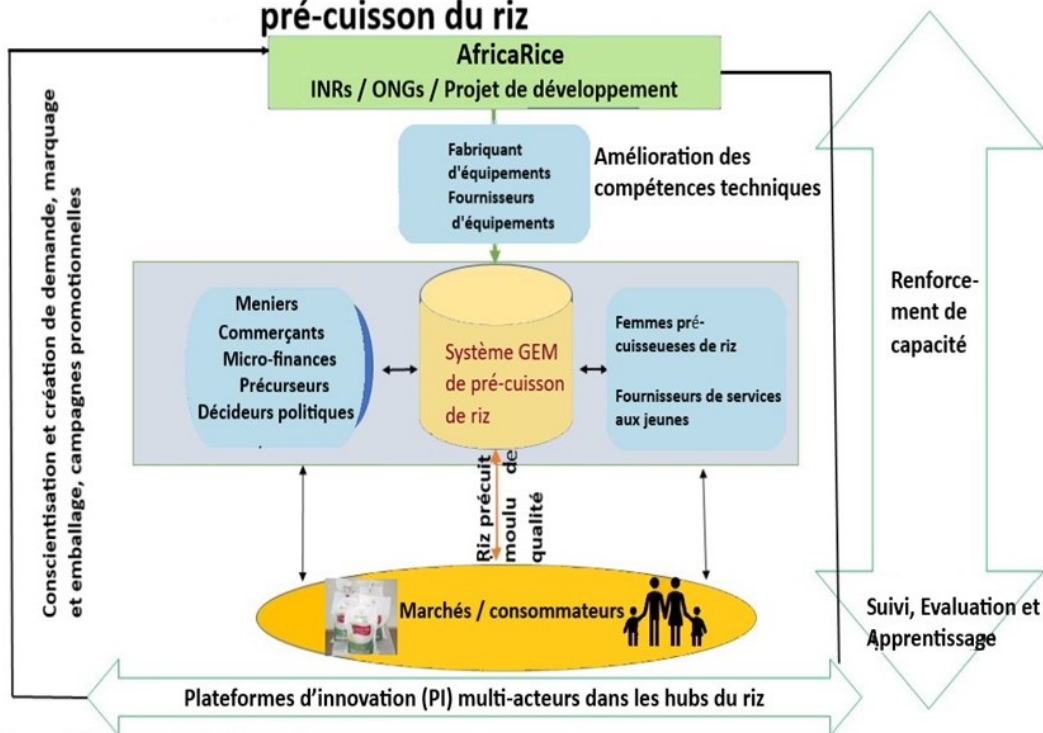 pré-cuisson du riz
AfricaRice
INRs / ONGs / Projet de développement
Fabriquant
d'équipements
Fournisseurs
d'équipements
Amélioration des
compétences techniques
Conscientisation et création de demande, marquage
et emballage, campagnes promotionnelles
Meniers
Commerçants
Micro-finances
Précurseurs
Décideurs politiques
Système GEM
de pré-cuisson
de riz
Femmes pré-
cuisseueses de riz
Fournisseurs de services
aux jeunes
Renforce-
ment de
capacité
Riz précuit
moulu de
qualité
Marchés / consommateurs
Suivi, Evaluation et
Apprentissage
Plateformes d'innovation (PI) multi-acteurs dans les hubs du riz